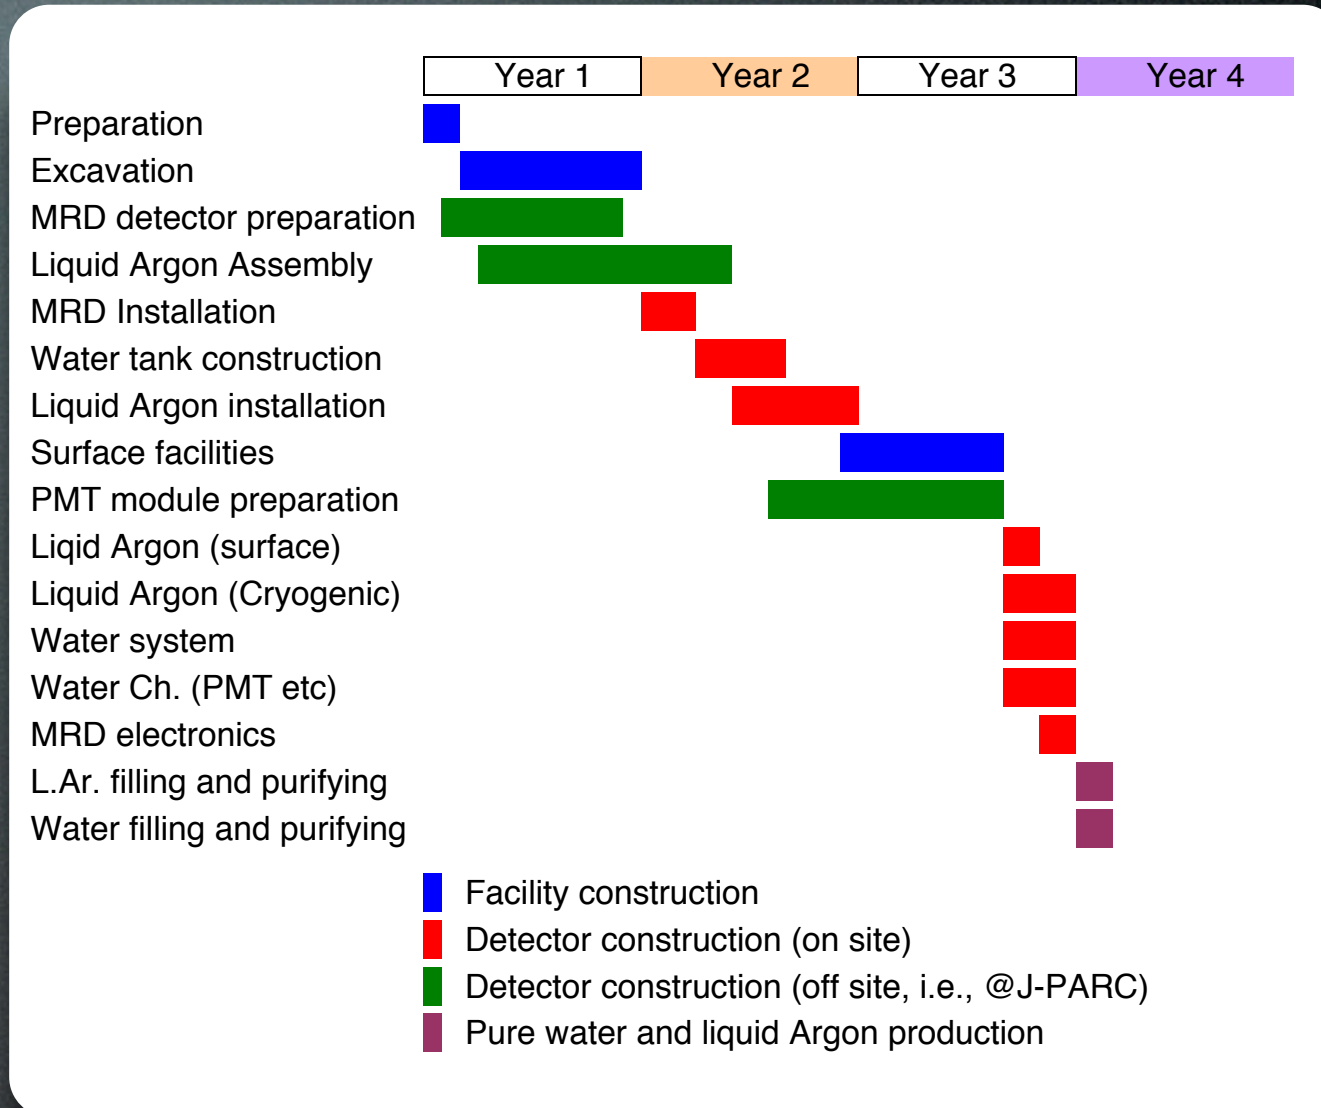 Year 1 Year 2 Year 3 Year 4
Preparation
Excavation
MRD detector preparation
Liquid Argon Assembly
MRD Installation
Water tank construction
Liquid Argon installation
Surface facilities
PMT module preparation
Liqid Argon (surface)
Liquid Argon (Cryogenic)
Water system
Water Ch. (PMT etc)
MRD electronics
L.Ar. filling and purifying
Water filling and purifying
Facility construction
Detector construction (on site)
Detector construction (off site, i.e., @J-PARC)
Pure water and liquid Argon production